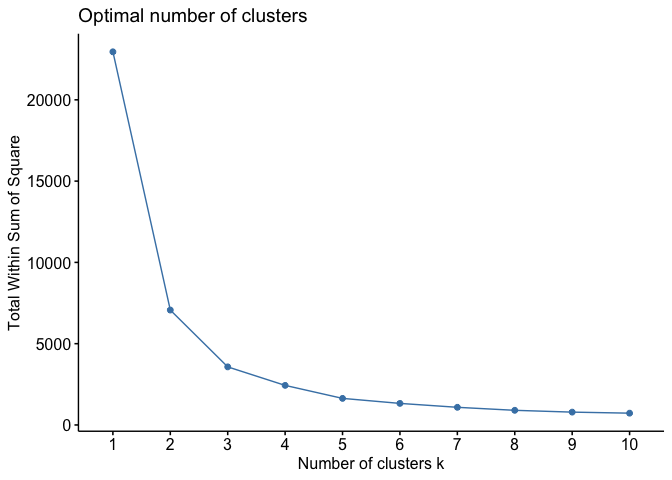 Optimal number of clusters
Total Within Sum of Square
20000
15000
10000
5000
0
1 2 3 4 5 6 7 8 9 10
Number of clusters k